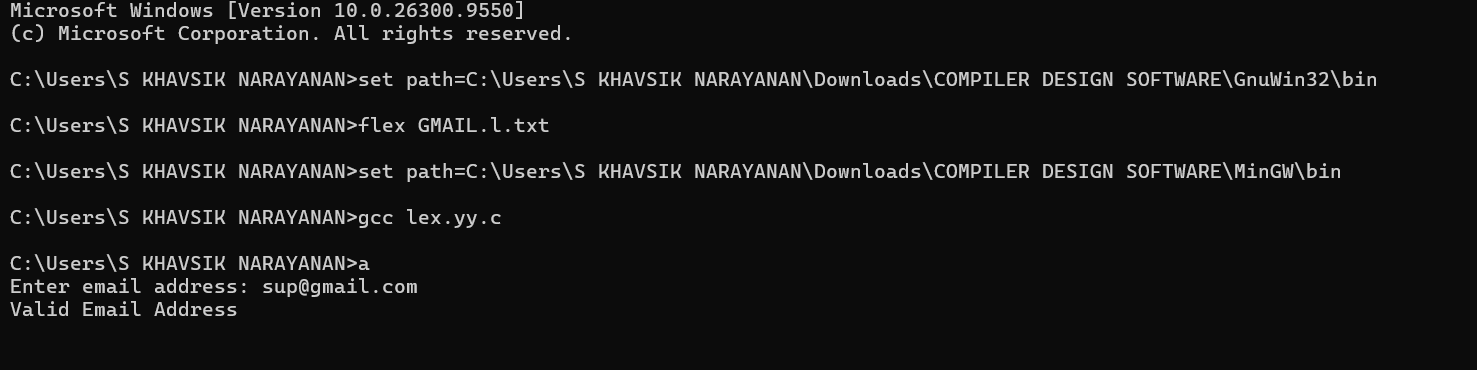 Microsoft Windows [Version 10.0.26300.9550]
(c) Microsoft Corporation. All rights reserved.
C:\Users\S KHAVSIK NARAYANAN>set path=C:\Users\S KHAVSIK NARAYANAN\Downloads\COMPILER DESIGN SOFTWARE\GnuWin32\bin
C:\Users\S KHAVSIK NARAYANAN>flex GMAIL.l.txt
C:\Users\S KHAVSIK NARAYANAN>set path=C:\Users\S KHAVSIK NARAYANAN\Downloads\COMPILER DESIGN SOFTWARE\MinGW\bin
C:\Users\S KHAVSIK NARAYANAN>gcc lex.yy.c
C:\Users\S KHAVSIK NARAYANAN>a
Enter email address: sup@gmail.com
Valid Email Address